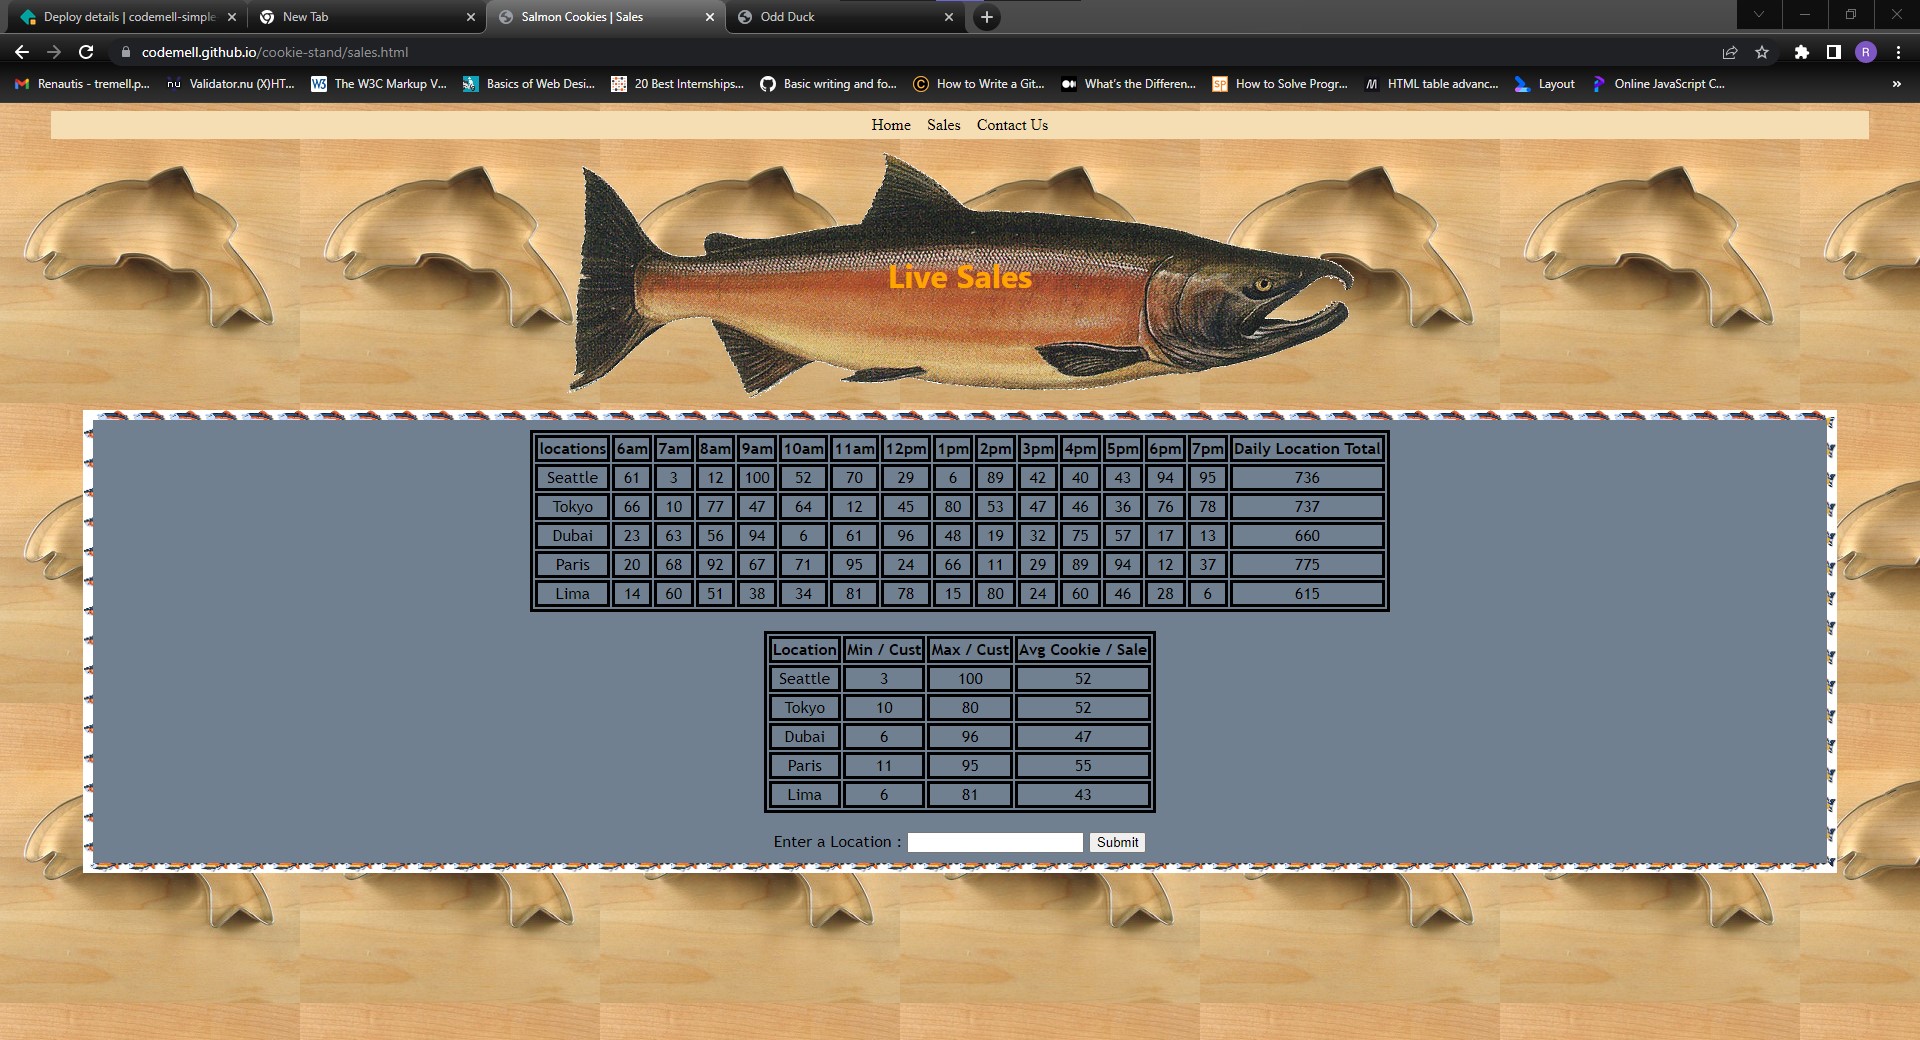 Deploy details | codemell-simple New Tab Salmon Cookies | Sales Odd Duck
codemell.github.io/cookie-stand/sales.html R
Renautis - tremell.p... nu Validator.nu (X)HT... W3 The W3C Markup V... Basics of Web Desi... 20 Best Internships... Basic writing and fo... How to Write a Git... What's the Differen... SP How to Solve Progr... HTML table advanc... Layout Online JavaScript C... »
Home Sales Contact Us
Live Sales
locations 6am 7am 8am 9am 10am 11am 12pm 1pm 2pm 3pm 4pm 5pm 6pm 7pm Daily Location Total
Seattle 61 3 12 100 52 70 29 6 89 42 40 43 94 95 736
Tokyo 66 10 77 47 64 12 45 80 53 47 46 36 76 78 737
Dubai 23 63 56 94 6 61 96 48 19 32 75 57 17 13 660
Paris 20 68 92 67 71 95 24 66 11 29 89 94 12 37 775
Lima 14 60 51 38 34 81 78 15 80 24 60 46 28 6 615
Location Min / Cust Max / Cust Avg Cookie / Sale
Seattle 3 100 52
Tokyo 10 80 52
Dubai 6 96 47
Paris 11 95 55
Lima 6 81 43
Enter a Location : Submit